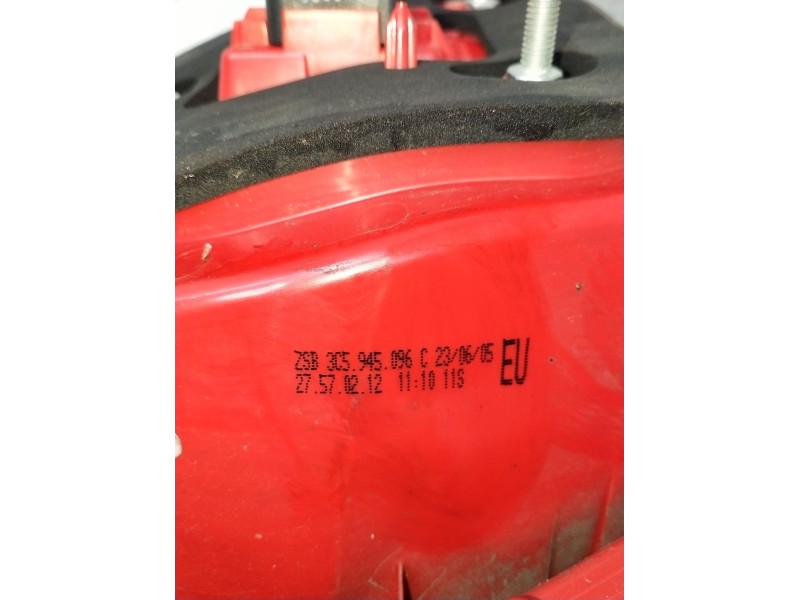 ZSB 3C5.945.096 C 23/06/05 EU
27.57.02.12 11:10 11S